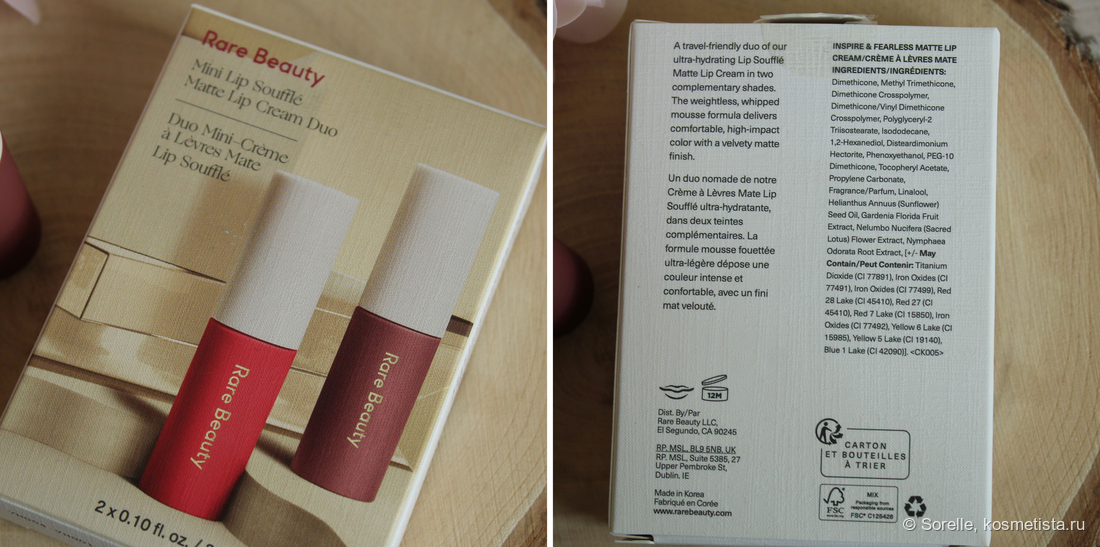 Rare Beauty
Mini Lip Soufflé
Matte Lip Cream Duo
Duo Mini-Crème
à Lèvres Mate
Lip Soufflé
Rare Beauty
Rare Beauty
2 x 0.10 fl. oz. /
A travel-friendly duo of our
ultra-hydrating Lip Soufflé
Matte Lip Cream in two
complementary shades.
The weightless, whipped
mousse formula delivers
comfortable, high-impact
color with a velvety matte
finish.
Un duo nomade de notre
Crème à Lèvres Mate Lip
Soufflé ultra-hydratante,
dans deux teintes
complémentaires. La
formule mousse fouettée
ultra-légère dépose une
couleur intense et
confortable, avec un fini
mat velouté.
12M
Dist. By/Par
Rare Beauty LLC,
El Segundo, CA 90245
RP. MSL, BL9 5NB, UK
RP. MSL, Suite 5385, 27
Upper Pembroke St,
Dublin. IE
Made in Korea
Fabriqué en Corée
www.rarebeauty.com
INSPIRE & FEARLESS MATTE LIP
CREAM/CRÈME À LÈVRES MATE
INGREDIENTS/INGRÉDIENTS:
Dimethicone, Methyl Trimethicone,
Dimethicone Crosspolymer,
Dimethicone/Vinyl Dimethicone
Crosspolymer, Polyglyceryl-2
Triisostearate, Isododecane,
1,2-Hexanediol, Disteardimonium
Hectorite, Phenoxyethanol, PEG-10
Dimethicone, Tocopheryl Acetate,
Propylene Carbonate,
Fragrance/Parfum, Linalool,
Helianthus Annuus (Sunflower)
Seed Oil, Gardenia Florida Fruit
Extract, Nelumbo Nucifera (Sacred
Lotus) Flower Extract, Nymphaea
Odorata Root Extract, [+/- May
Contain/Peut Contenir: Titanium
Dioxide (CI 77891), Iron Oxides (CI
77491), Iron Oxides (CI 77499), Red
28 Lake (CI 45410), Red 27 (CI
45410), Red 7 Lake (CI 15850), Iron
Oxides (CI 77492), Yellow 6 Lake (CI
15985), Yellow 5 Lake (CI 19140),
Blue 1 Lake (CI 42090)]. <CK005>
CARTON
ET BOUTEILLES
À TRIER
FSC
MIX
Packaging from
responsible sources
FSC® C128428
© Sorelle, kosmetista.ru